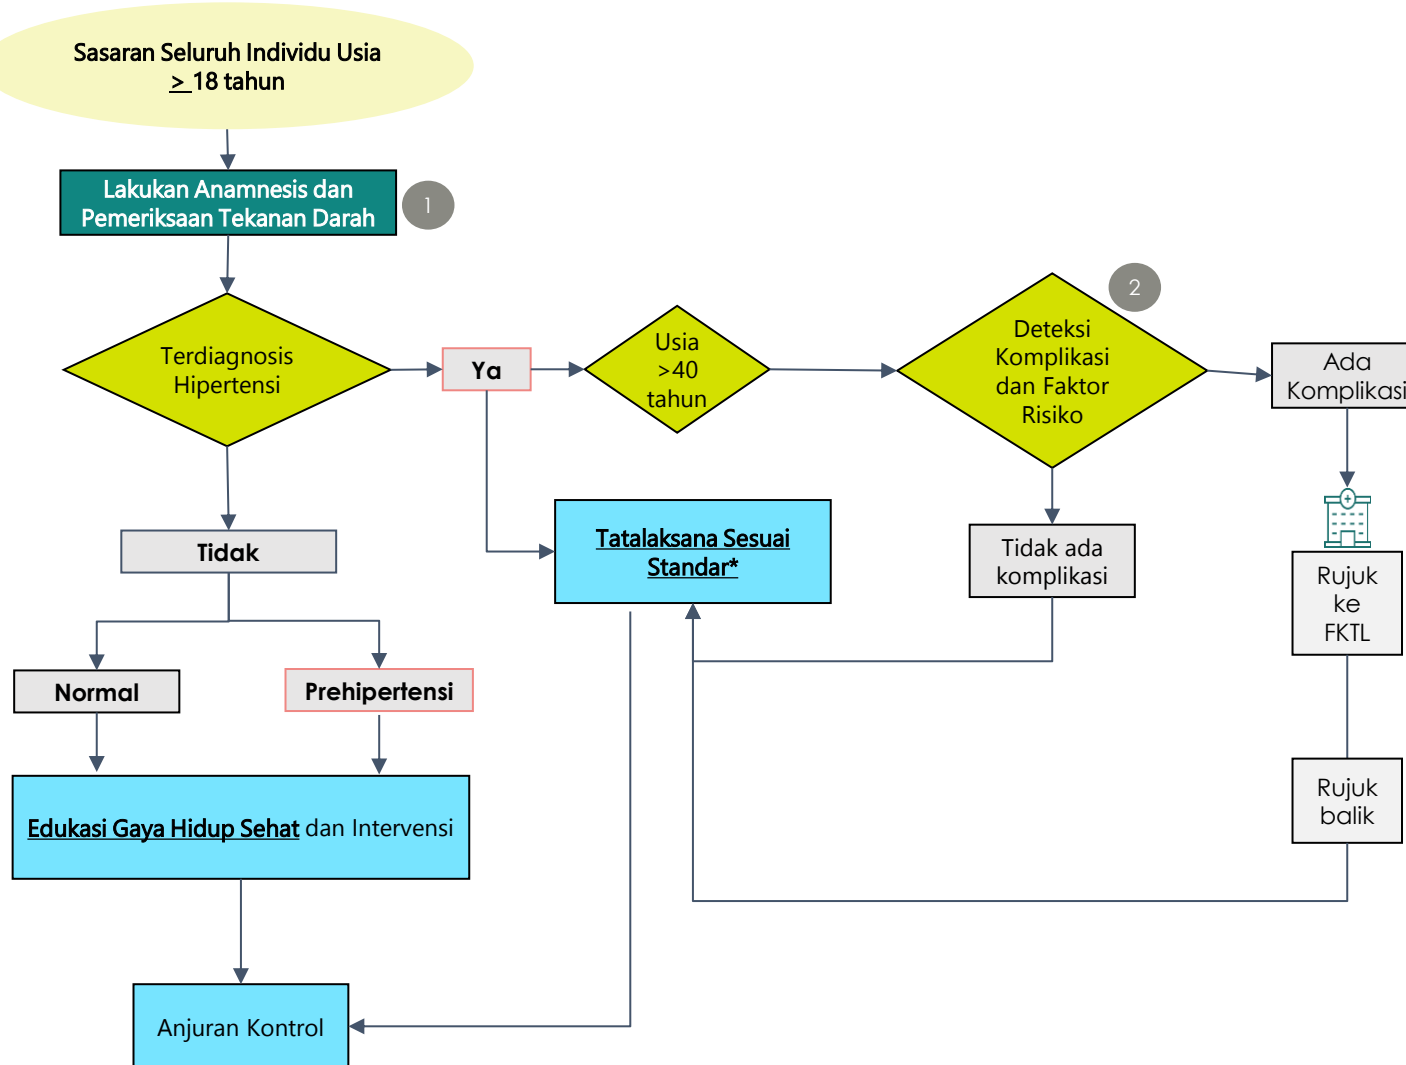 Sasaran Seluruh Individu Usia
> 18 tahun
Lakukan Anamnesis dan
Pemeriksaan Tekanan Darah
1
Terdiagnosis
Hipertensi
Ya
Usia
>40
tahun
2
Deteksi
Komplikasi
dan Faktor
Risiko
Ada
Komplikasi
Tidak
Tatalaksana Sesuai
Standar*
Tidak ada
komplikasi
Rujuk
ke
FKTL
Normal
Prehipertensi
Rujuk
balik
Edukasi Gaya Hidup Sehat dan Intervensi
Anjuran Kontrol